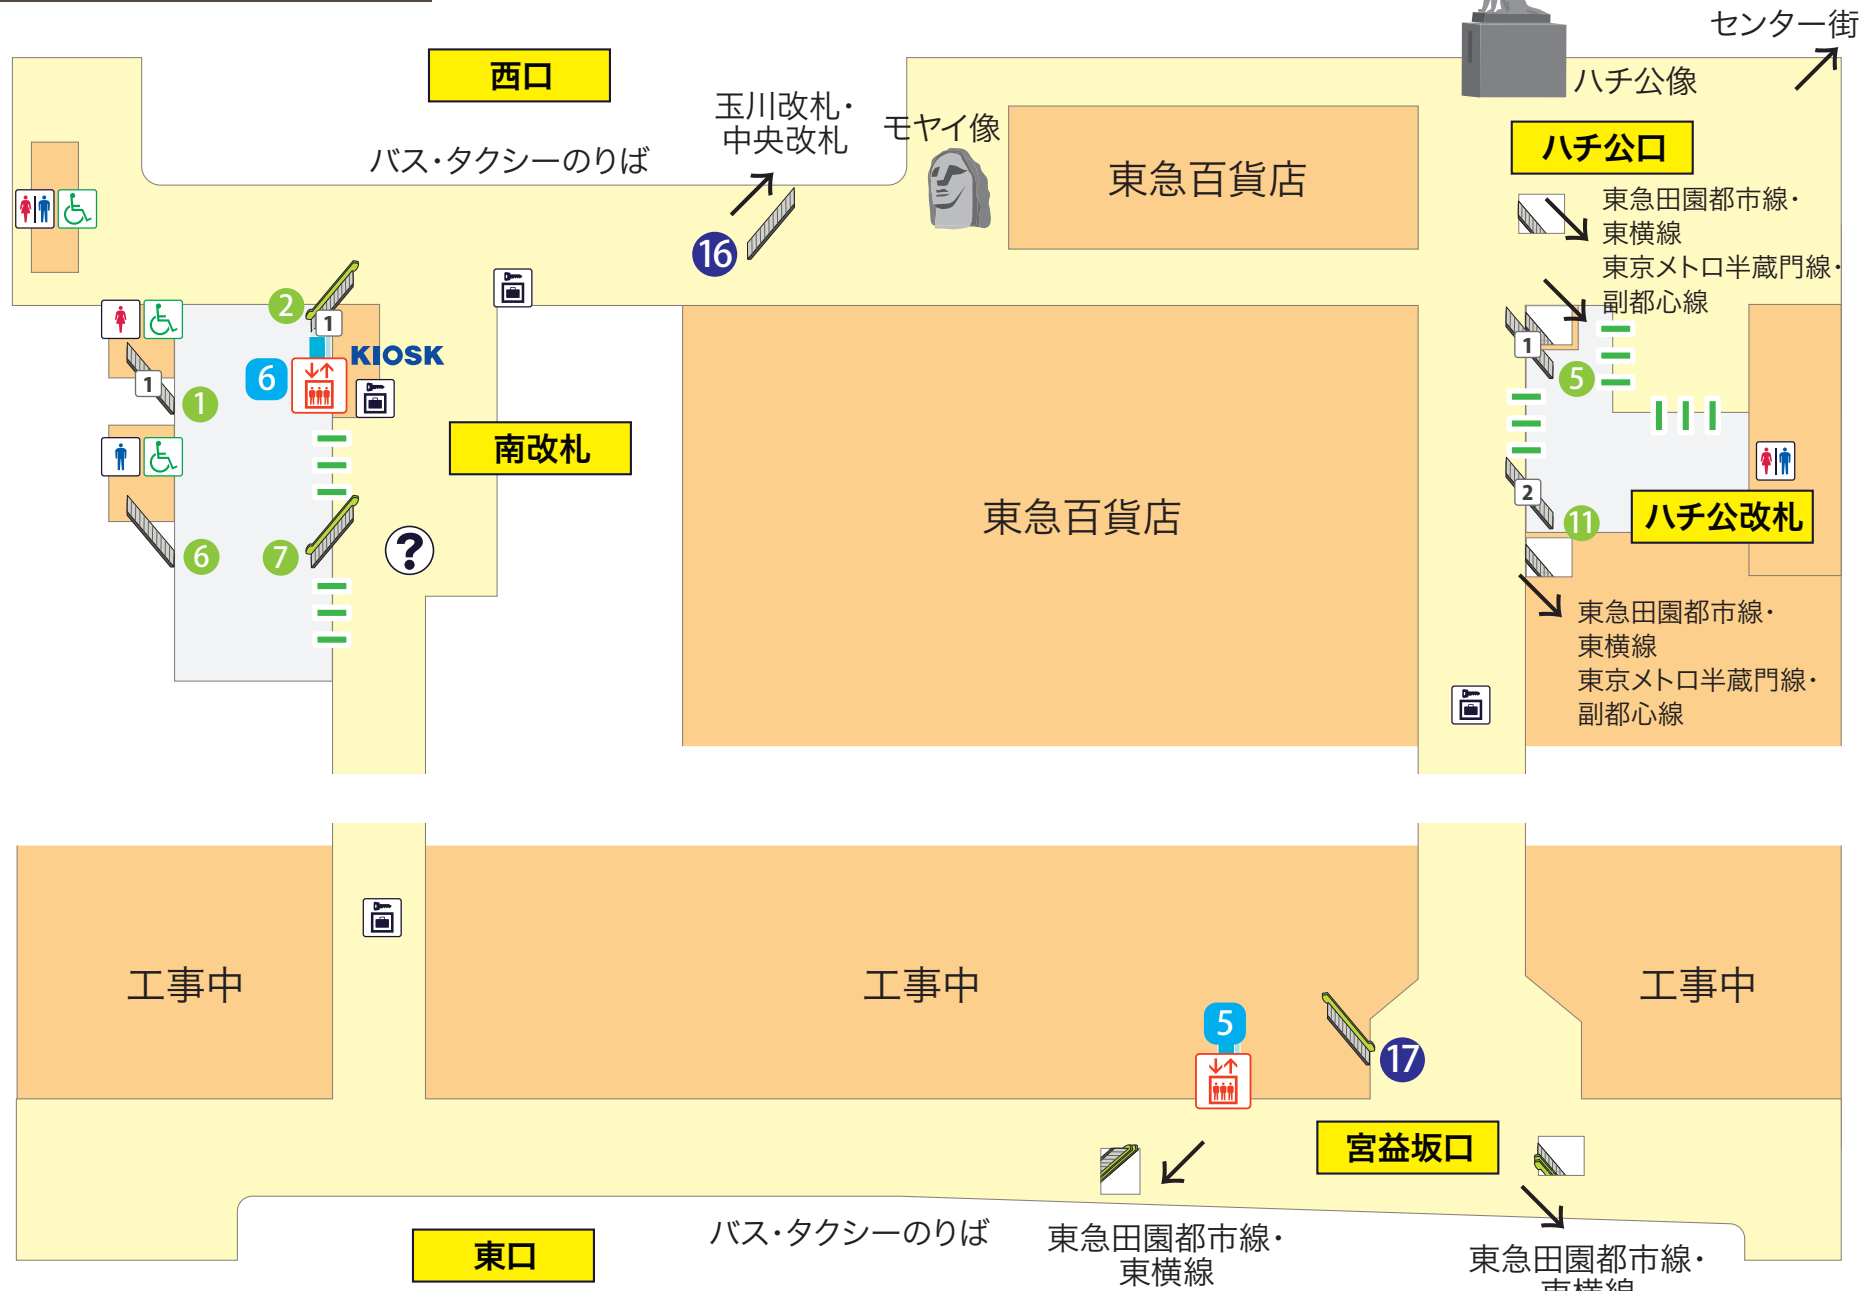 センター街
西口
ハチ公像
玉川改札・
中央改札
モヤイ像
ハチ公口
バス・タクシーのりば
東急百貨店
東急田園都市線・
東横線
東京メトロ半蔵門線・
副都心線
16
2
1
KIOSK
6
1
1
南改札
1
5
6
7
?
東急百貨店
2
11
ハチ公改札
東急田園都市線・
東横線
東京メトロ半蔵門線・
副都心線
工事中
工事中
工事中
5
17
宮益坂口
東口
バス・タクシーのりば
東急田園都市線・
東横線
東急田園都市線・
東横線